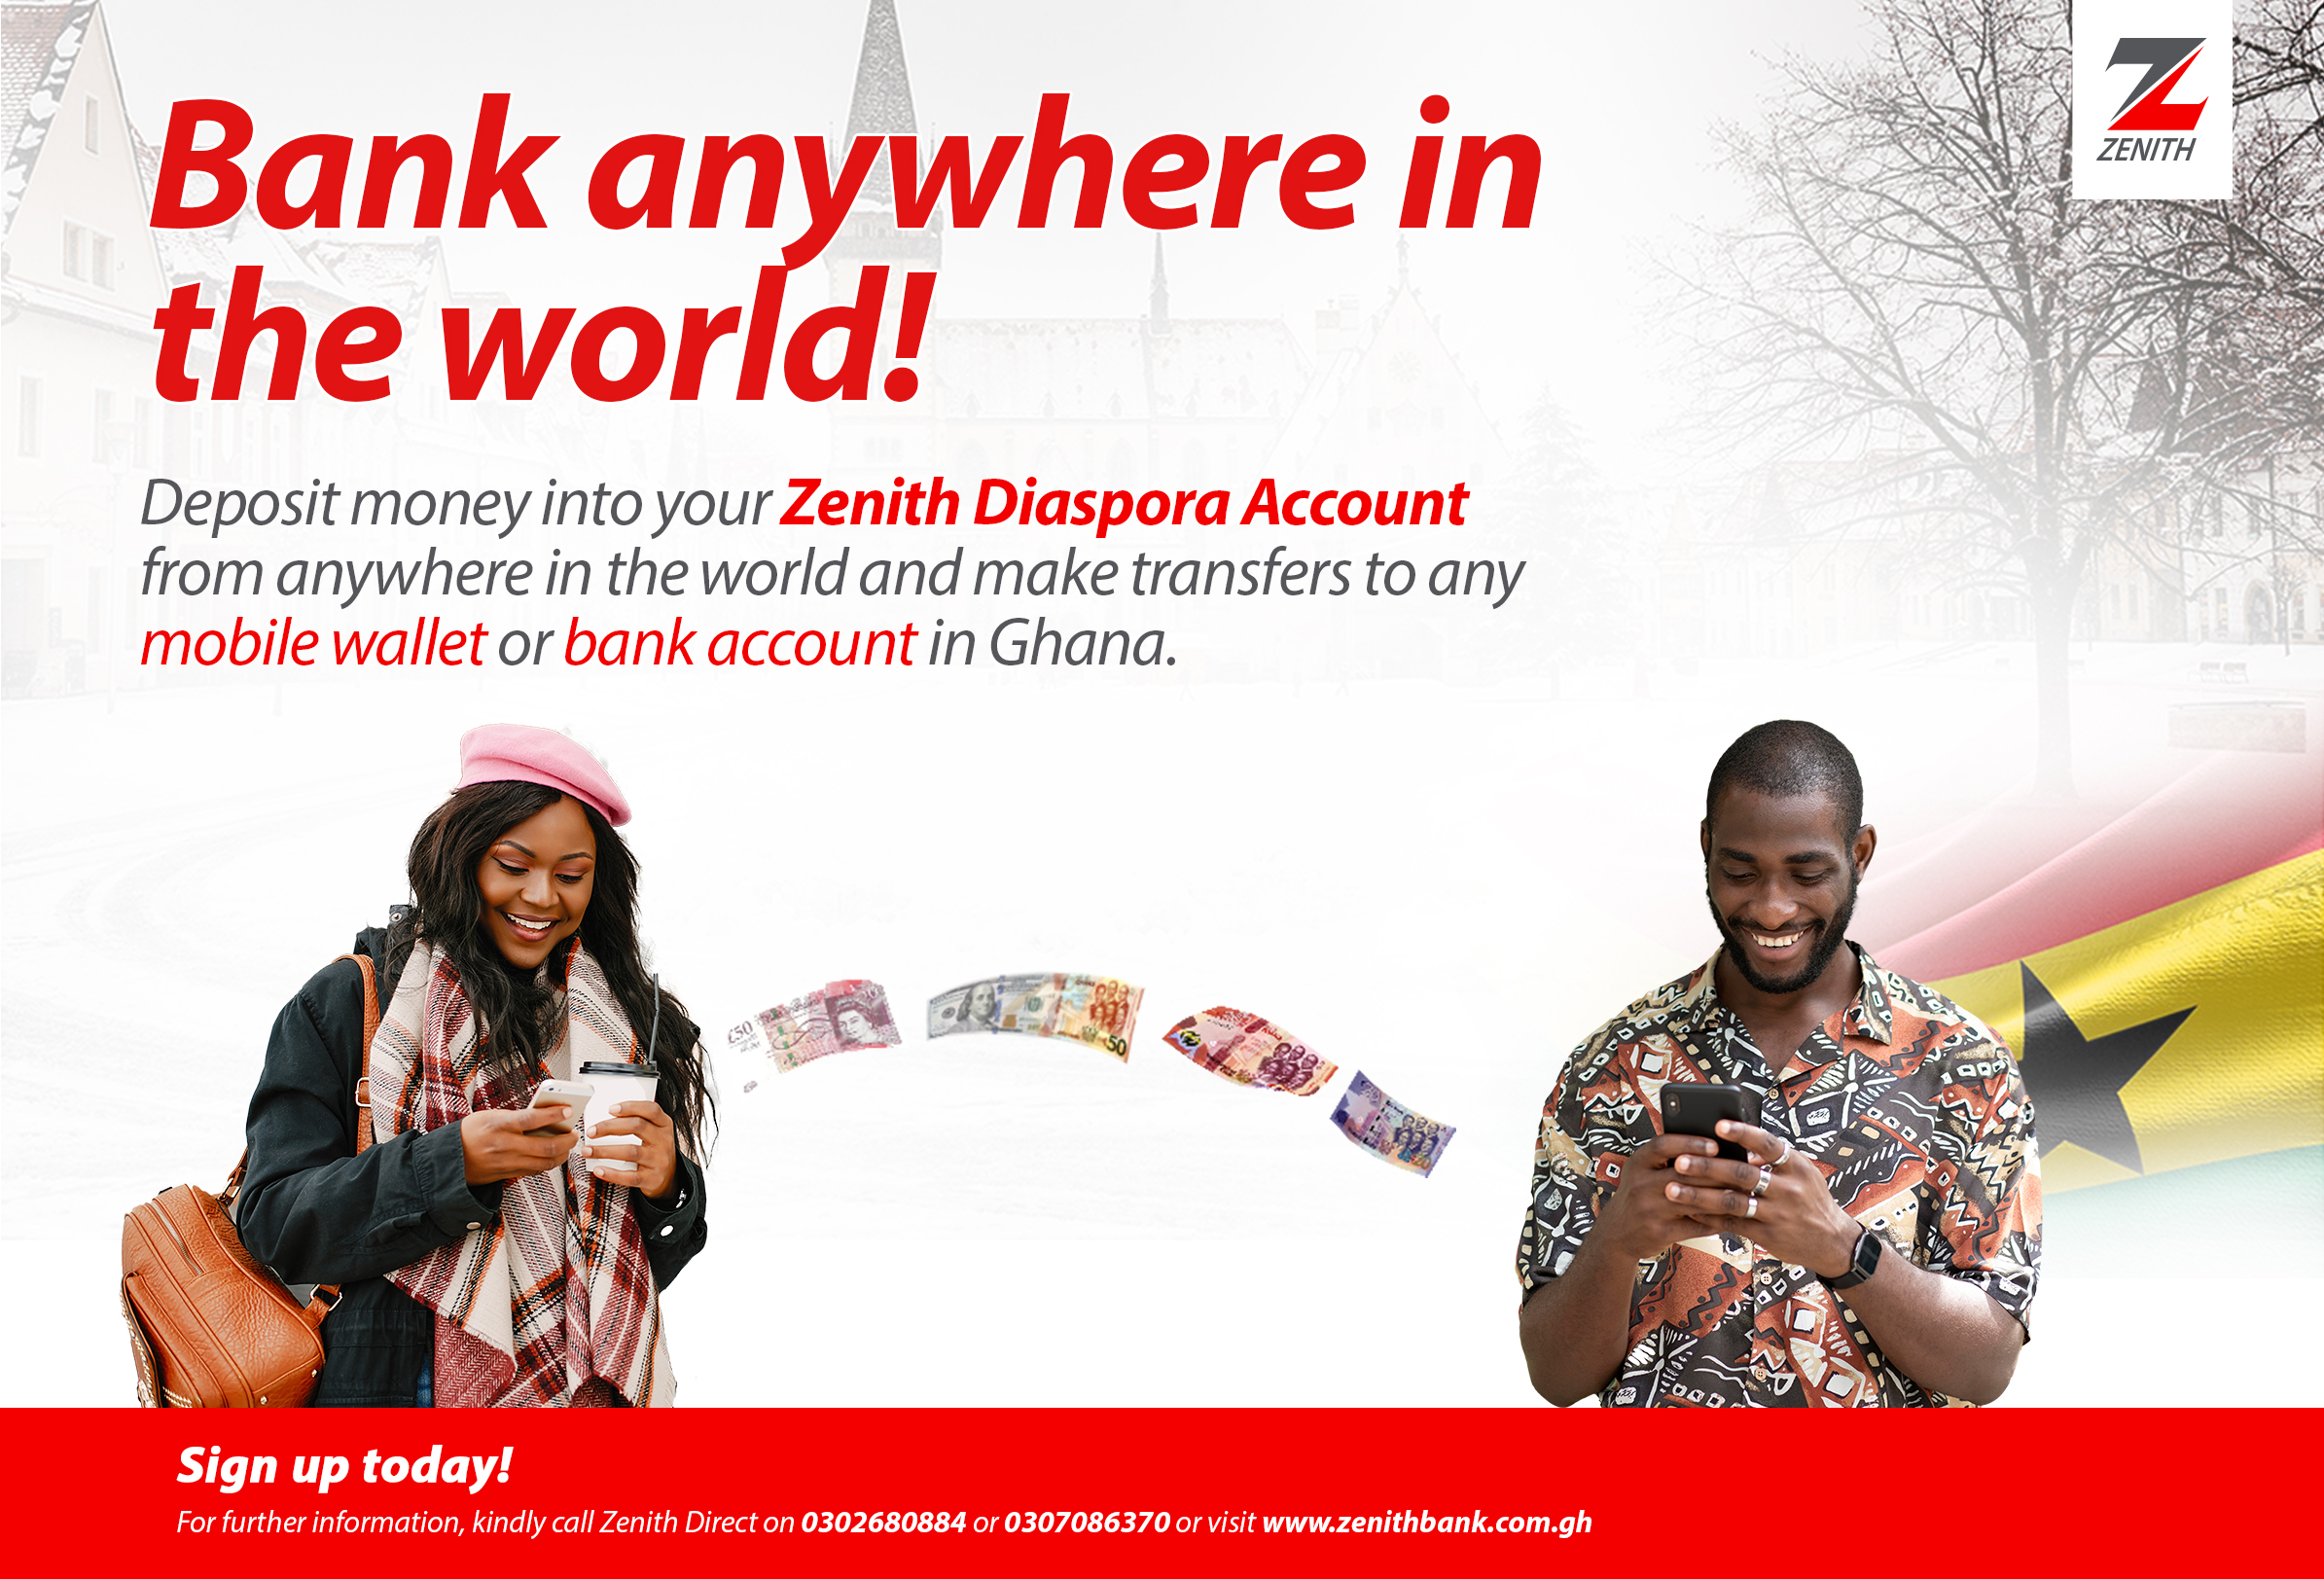 Bank anywhere in
the world!
ZENITH
Deposit money into your Zenith Diaspora Account
from anywhere in the world and make transfers to any
mobile wallet or bank account in Ghana.
£50
50
Sign up today!
For further information, kindly call Zenith Direct on 0302680884 or 0307086370 or visit www.zenithbank.com.gh